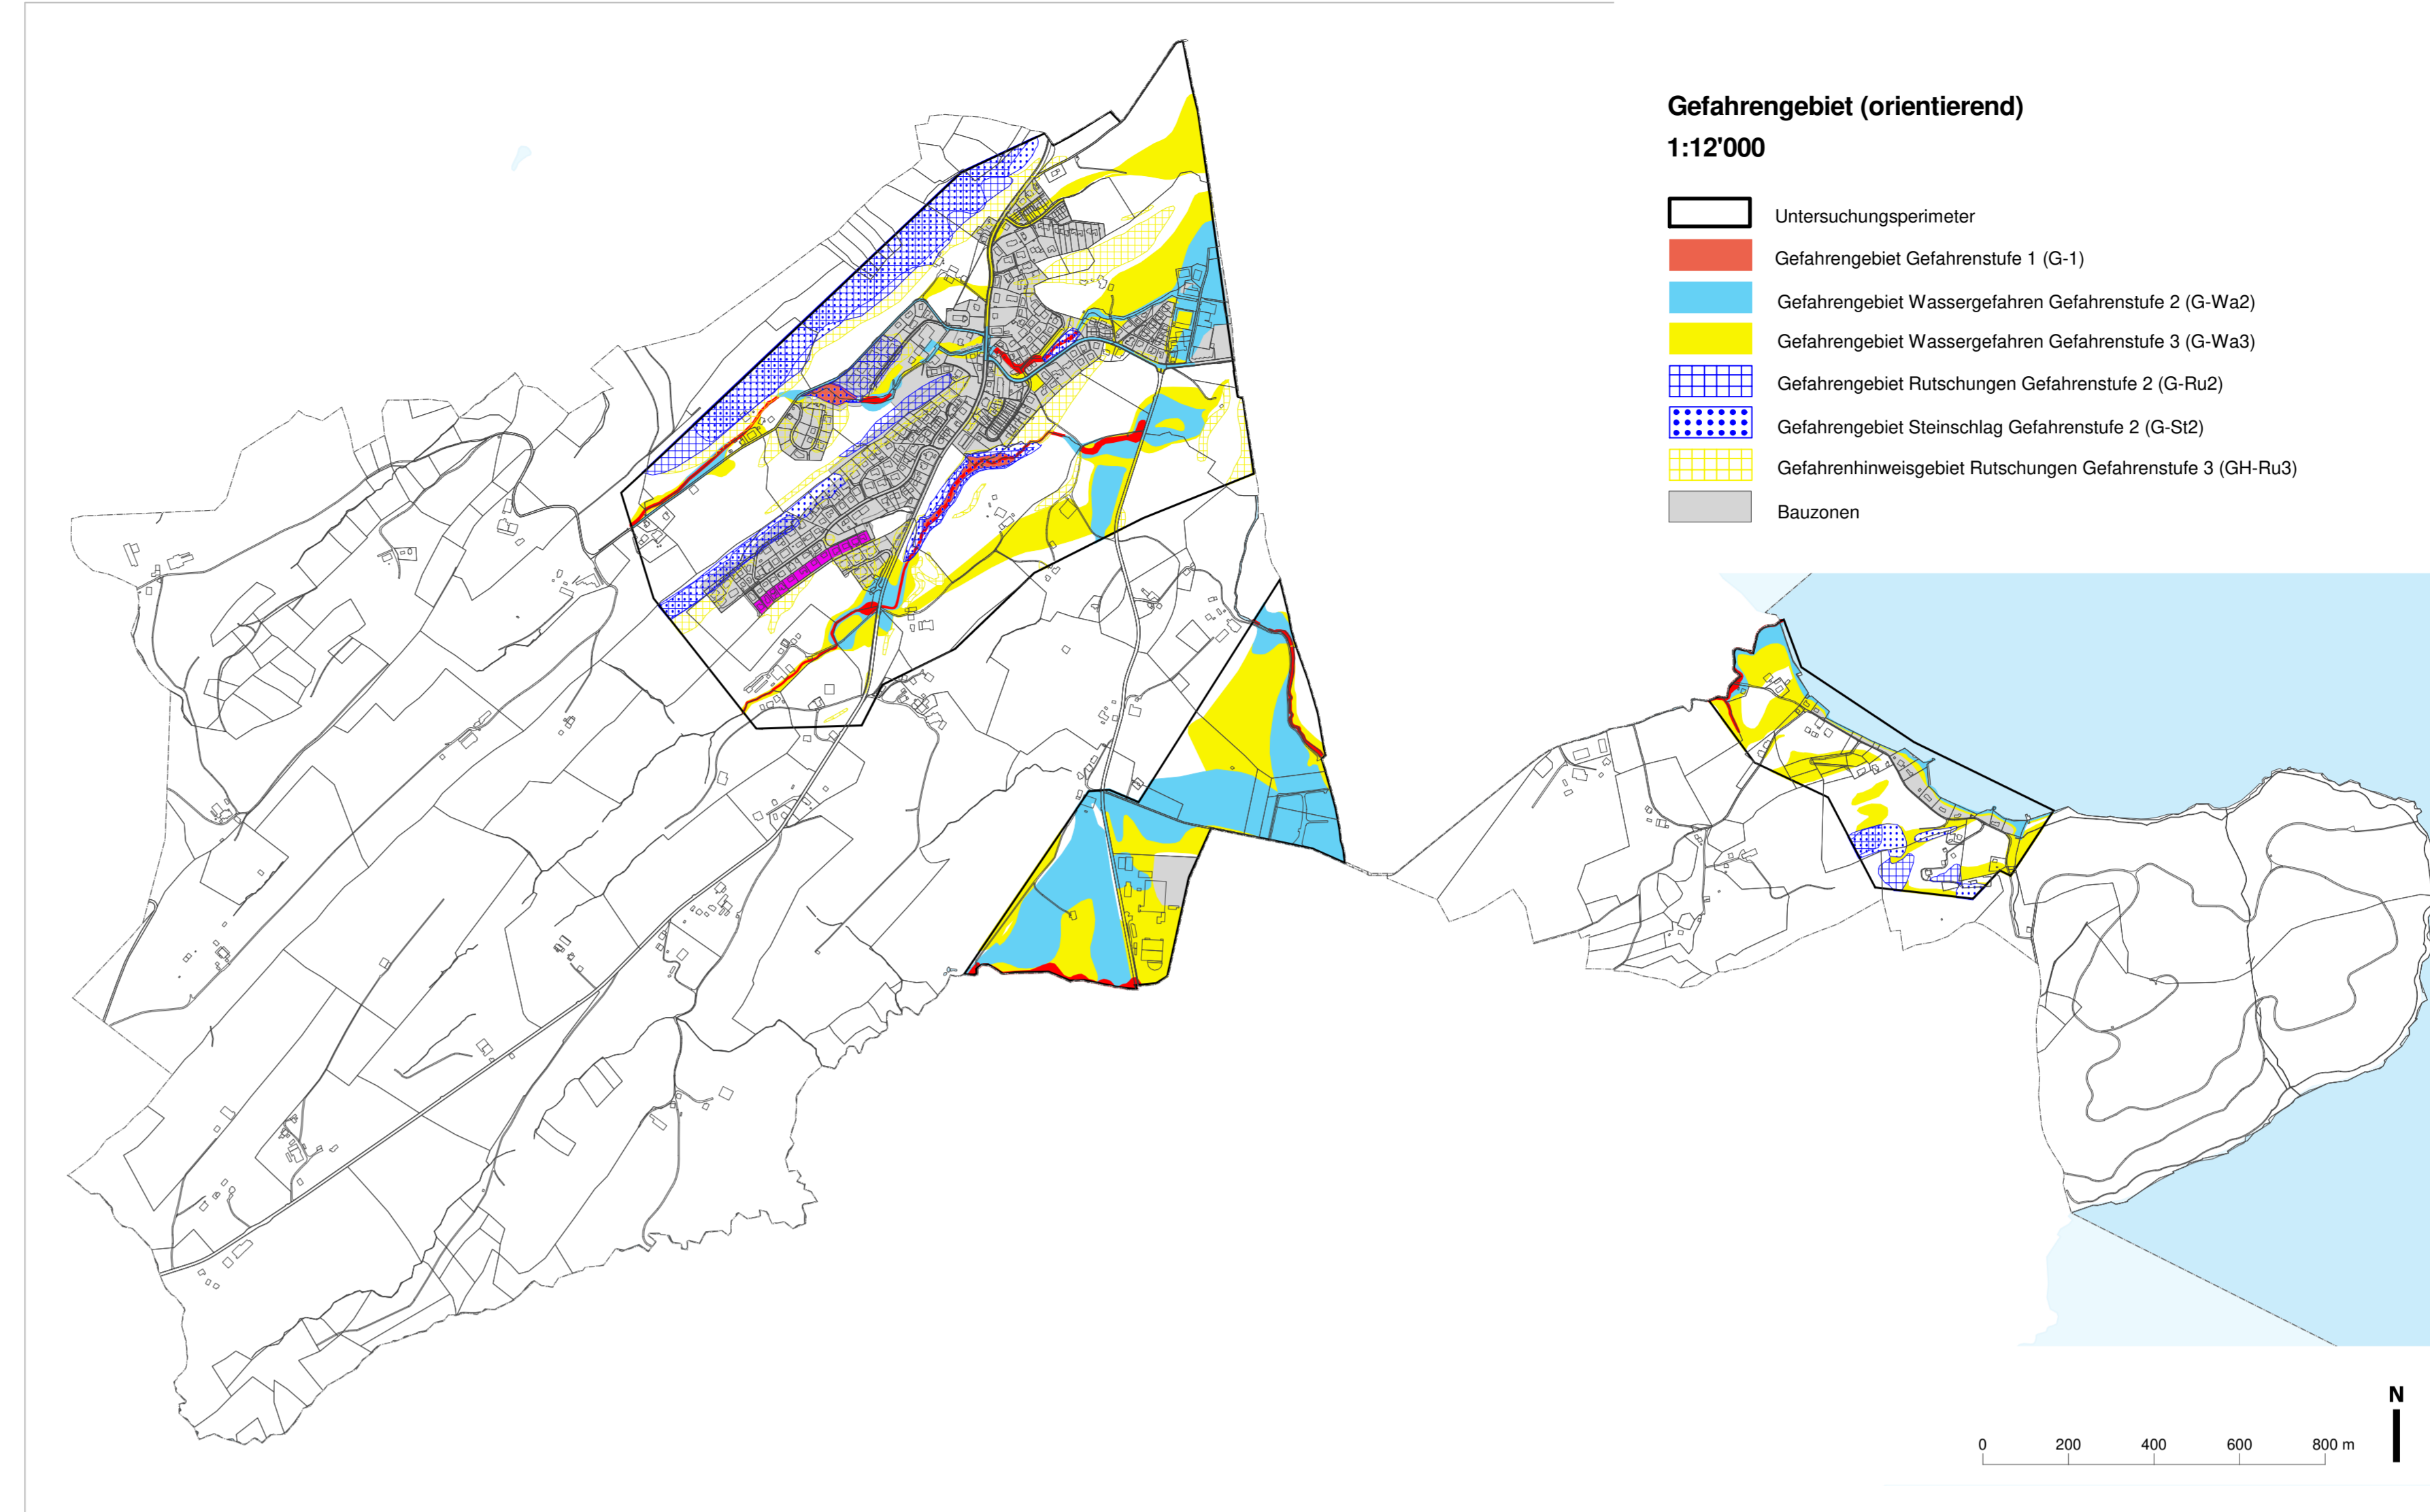 Gefahrengebiet (orientierend)
1:12'000
Untersuchungsperimeter
Gefahrengebiet Gefahrenstufe 1 (G-1)
Gefahrengebiet Wassergefahren Gefahrenstufe 2 (G-Wa2)
Gefahrengebiet Wassergefahren Gefahrenstufe 3 (G-Wa3)
Gefahrengebiet Rutschungen Gefahrenstufe 2 (G-Ru2)
Gefahrengebiet Steinschlag Gefahrenstufe 2 (G-St2)
Gefahrenhinweisgebiet Rutschungen Gefahrenstufe 3 (GH-Ru3)
Bauzonen
N
0 200 400 600 800 m